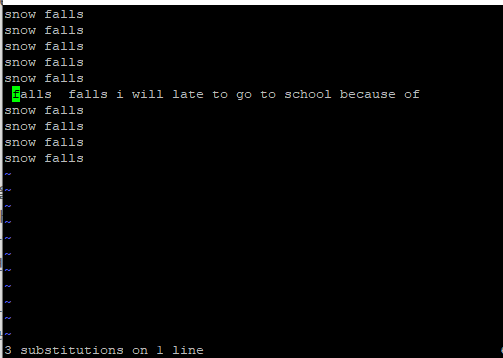 snow falls
snow falls
snow falls
snow falls
snow falls
 falls  falls i will late to go to school because of
snow falls
snow falls
snow falls
snow falls
~
~
~
~
~
~
~
~
~
~
~
3 substitutions on 1 line